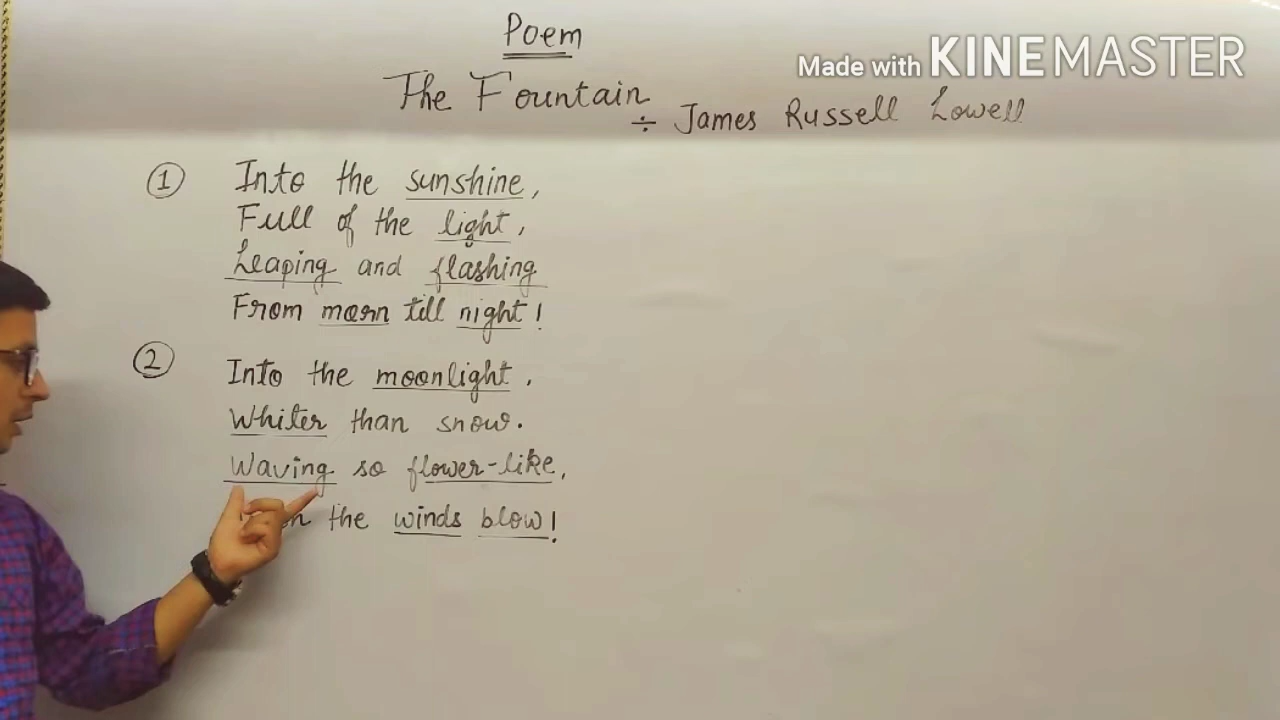 Poem
Made with KINEMASTER
The Fountain
÷ James Russell Lowell
1 Into the sunshine,
Full of the light,
Leaping and flashing
From morn till night!
2 Into the moonlight,
Whiter than snow.
Waving so flower-like,
the winds blow!